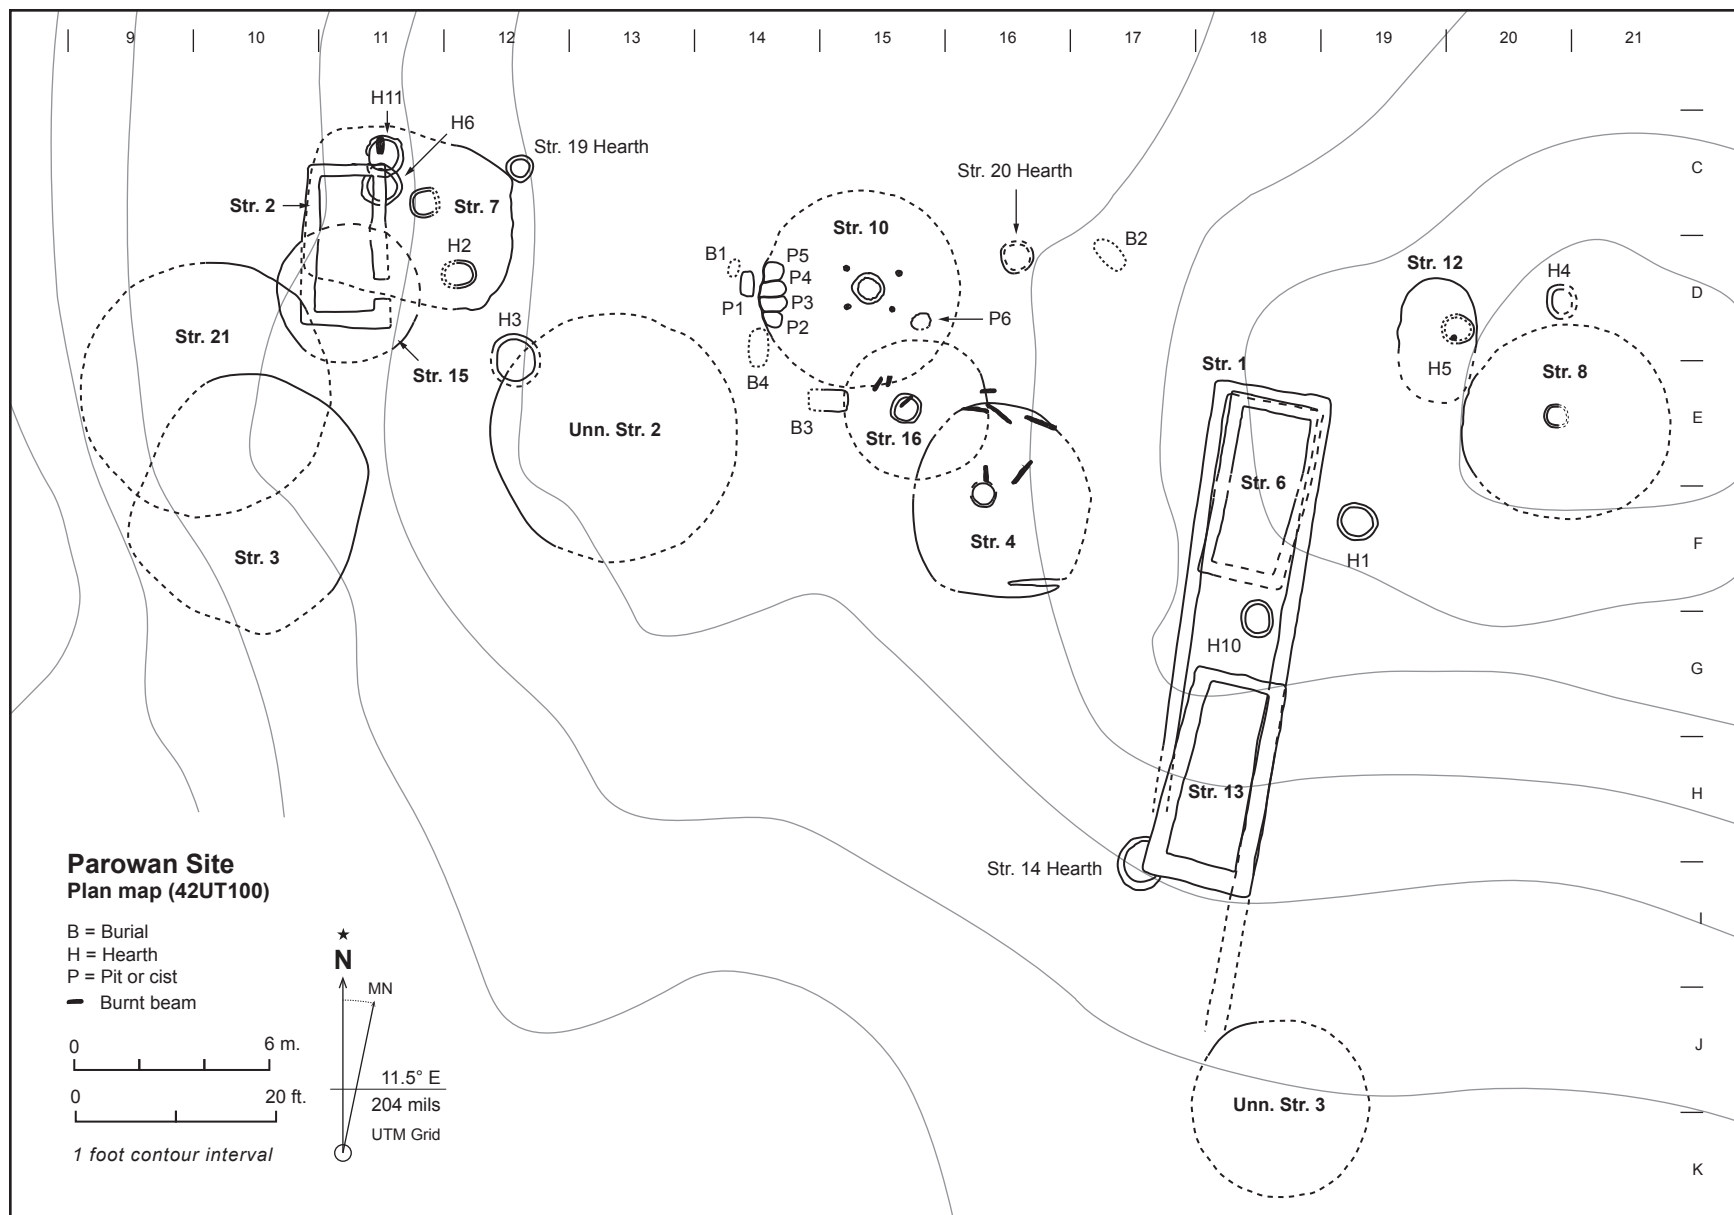 9 10 11 12 13 14 15 16 17 18 19 20 21
H11
H6
Str. 19 Hearth
C
Str. 20 Hearth
Str. 2
Str. 7
Str. 10
B2
H2
B1
P5
P4
Str. 12
H4
P1
P3
D
P2
P6
H3
Str. 21
Str. 15
B4
Str. 1
H5
Str. 8
B3
Str. 16
Unn. Str. 2
E
Str. 6
Str. 3
Str. 4
H1
F
H10
G
Str. 13
H
Str. 14 Hearth
Parowan Site
Plan map (42UT100)
I
B = Burial
H = Hearth
P = Pit or cist
Burnt beam
N
MN
0 6 m.
0 20 ft.
11.5° E
204 mils
UTM Grid
1 foot contour interval
J
Unn. Str. 3
K